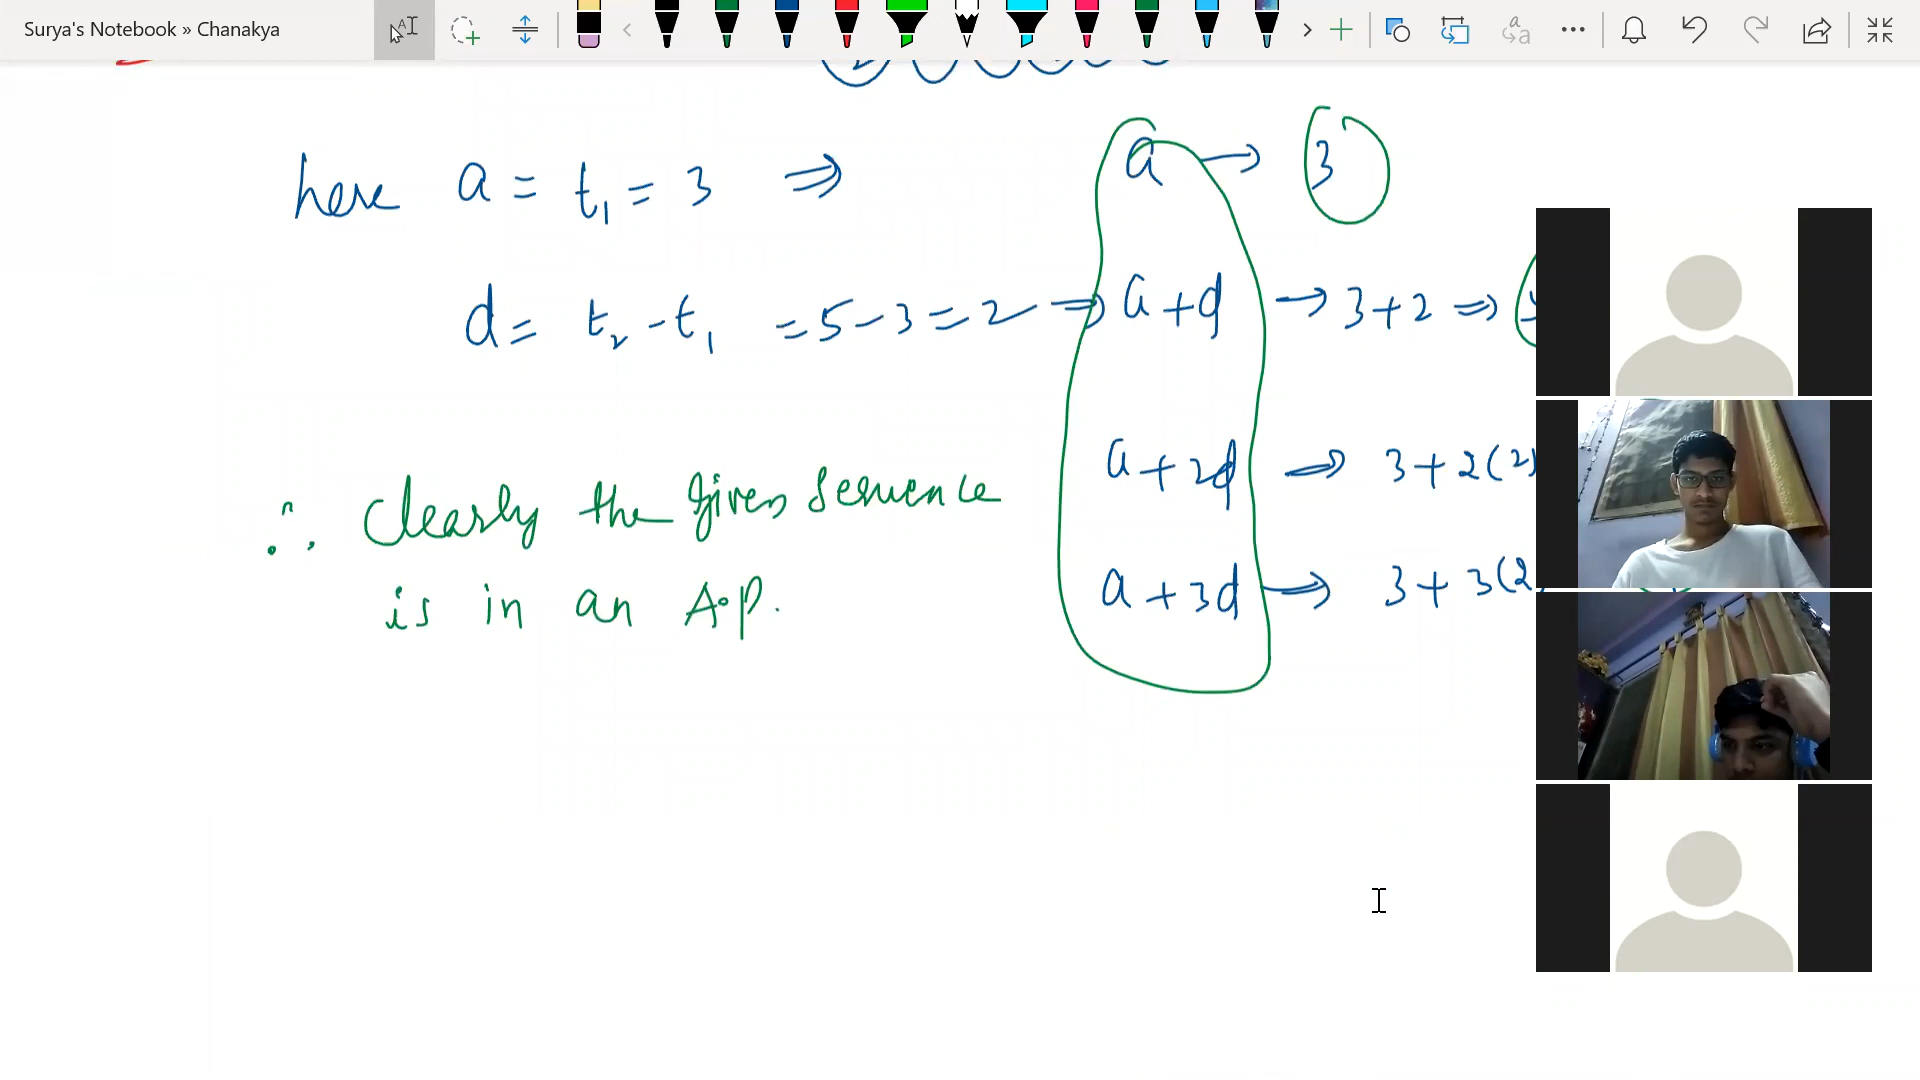 Surya's Notebook » Chanakya
here a = t₁ = 3 ⇒
a → 3
d = t₂ - t₁ = 5 - 3 = 2 ⇒ a + d → 3 + 2 ⇒
a + 2d ⇒ 3 + 2(2)
∴ Clearly the given Sequence
is in an A.P.
a + 3d ⇒ 3 + 3(2